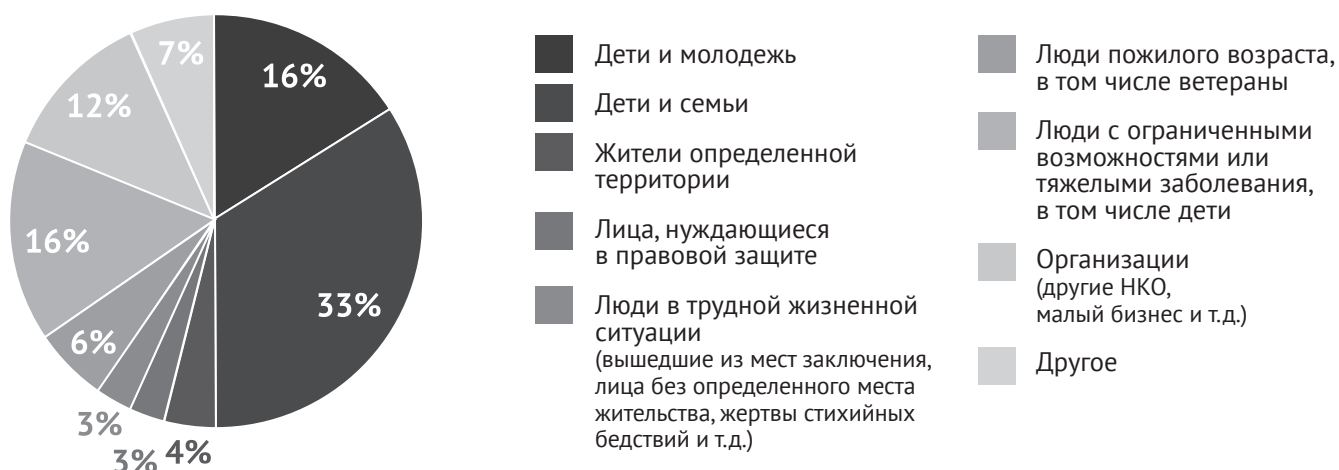 7%
16%
12%
16%
33%
6%
3%
3%
4%
Дети и молодежь
Дети и семьи
Жители определенной
территории
Лица, нуждающиеся
в правовой защите
Люди в трудной жизненной
ситуации
(вышедшие из мест заключения,
лица без определенного места
жительства, жертвы стихийных
бедствий и т.д.)
Люди пожилого возраста,
в том числе ветераны
Люди с ограниченными
возможностями или
тяжелыми заболевания,
в том числе дети
Организации
(другие НКО,
малый бизнес и т.д.)
Другое